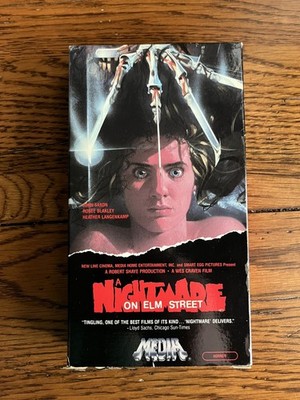 JOHN SAXON
RONEE BLAKLEY
HEATHER LANGENKAMP
NEW LINE CINEMA, MEDIA HOME ENTERTAINMENT, INC. and SMART EGG PICTURES Present
A ROBERT SHAYE PRODUCTION • A WES CRAVEN FILM
A
NIGHTMARE
ON ELM STREET
"TINGLING, ONE OF THE BEST FILMS OF ITS KIND. . . 'NIGHTMARE' DELIVERS."
—Lloyd Sachs, Chicago Sun-Times
MEDIA
HORROR